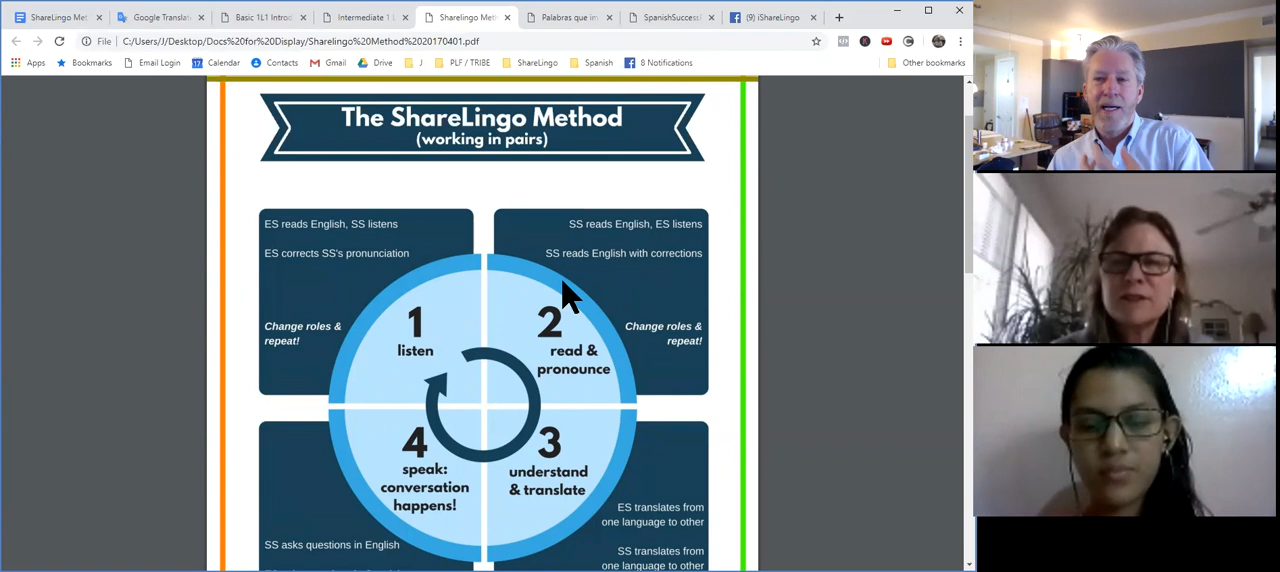 ShareLingo Met
Google Transla
Basic 1L1 Introd
Intermediate 1 L
Sharelingo Meth
Palabras que im
SpanishSuccess
(9) iShareLingo
File
C:/Users/J/Desktop/Docs%20for%20Display/Sharelingo%20Method%2020170401.pdf
Apps
Bookmarks
Email Login
Calendar
Contacts
Gmail
Drive
J
PLF / TRIBE
ShareLingo
Spanish
8 Notifications
Other bookmarks
The ShareLingo Method
(working in pairs)
ES reads English, SS listens
ES corrects SS's pronunciation
Change roles &
repeat!
SS reads English, ES listens
SS reads English with corrections
Change roles &
repeat!
1
listen
2
read &
pronounce
3
understand
& translate
4
speak:
conversation
happens!
ES translates from
one language to other
SS translates from
one language to other
SS asks questions in English